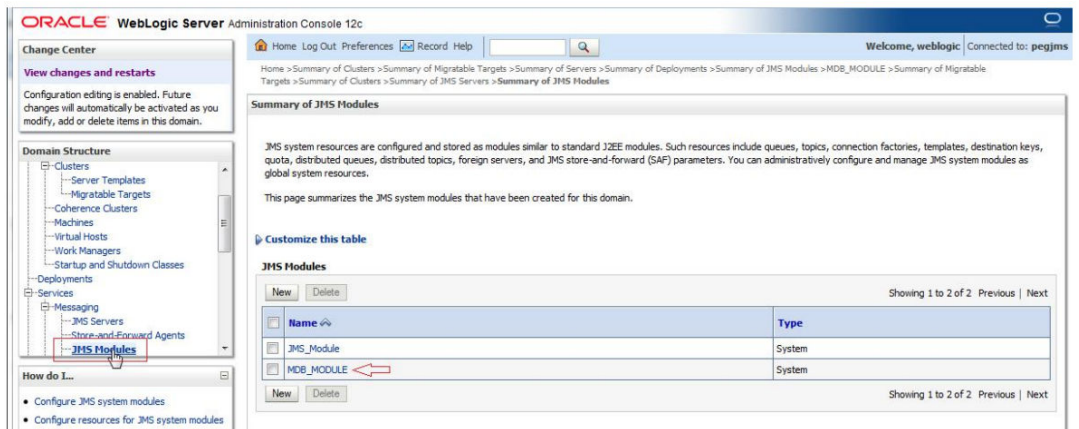 ORACLE WebLogic Server Administration Console 12c
Change Center
View changes and restarts
Configuration editing is enabled. Future
changes will automatically be activated as you
modify, add or delete items in this domain.
Domain Structure
Clusters
Server Templates
Migratable Targets
Coherence Clusters
Machines
Virtual Hosts
Work Managers
Startup and Shutdown Classes
Deployments
Services
Messaging
JMS Servers
Store-and-Forward Agents
JMS Modules
How do I...
Configure JMS system modules
Configure resources for JMS system modules
Home Log Out Preferences Record Help
Welcome, weblogic Connected to: pegjms
Home >Summary of Clusters >Summary of Migratable Targets >Summary of Servers >Summary of Deployments >Summary of JMS Modules >MDB_MODULE >Summary of Migratable
Targets >Summary of Clusters >Summary of JMS Servers >Summary of JMS Modules
Summary of JMS Modules
JMS system resources are configured and stored as modules similar to standard J2EE modules. Such resources include queues, topics, connection factories, templates, destination keys,
quota, distributed queues, distributed topics, foreign servers, and JMS store-and-forward (SAF) parameters. You can administratively configure and manage JMS system modules as
global system resources.
This page summarizes the JMS system modules that have been created for this domain.
Customize this table
JMS Modules
New Delete Showing 1 to 2 of 2 Previous | Next
Name Type
JMS_Module System
MDB_MODULE System
New Delete Showing 1 to 2 of 2 Previous | Next